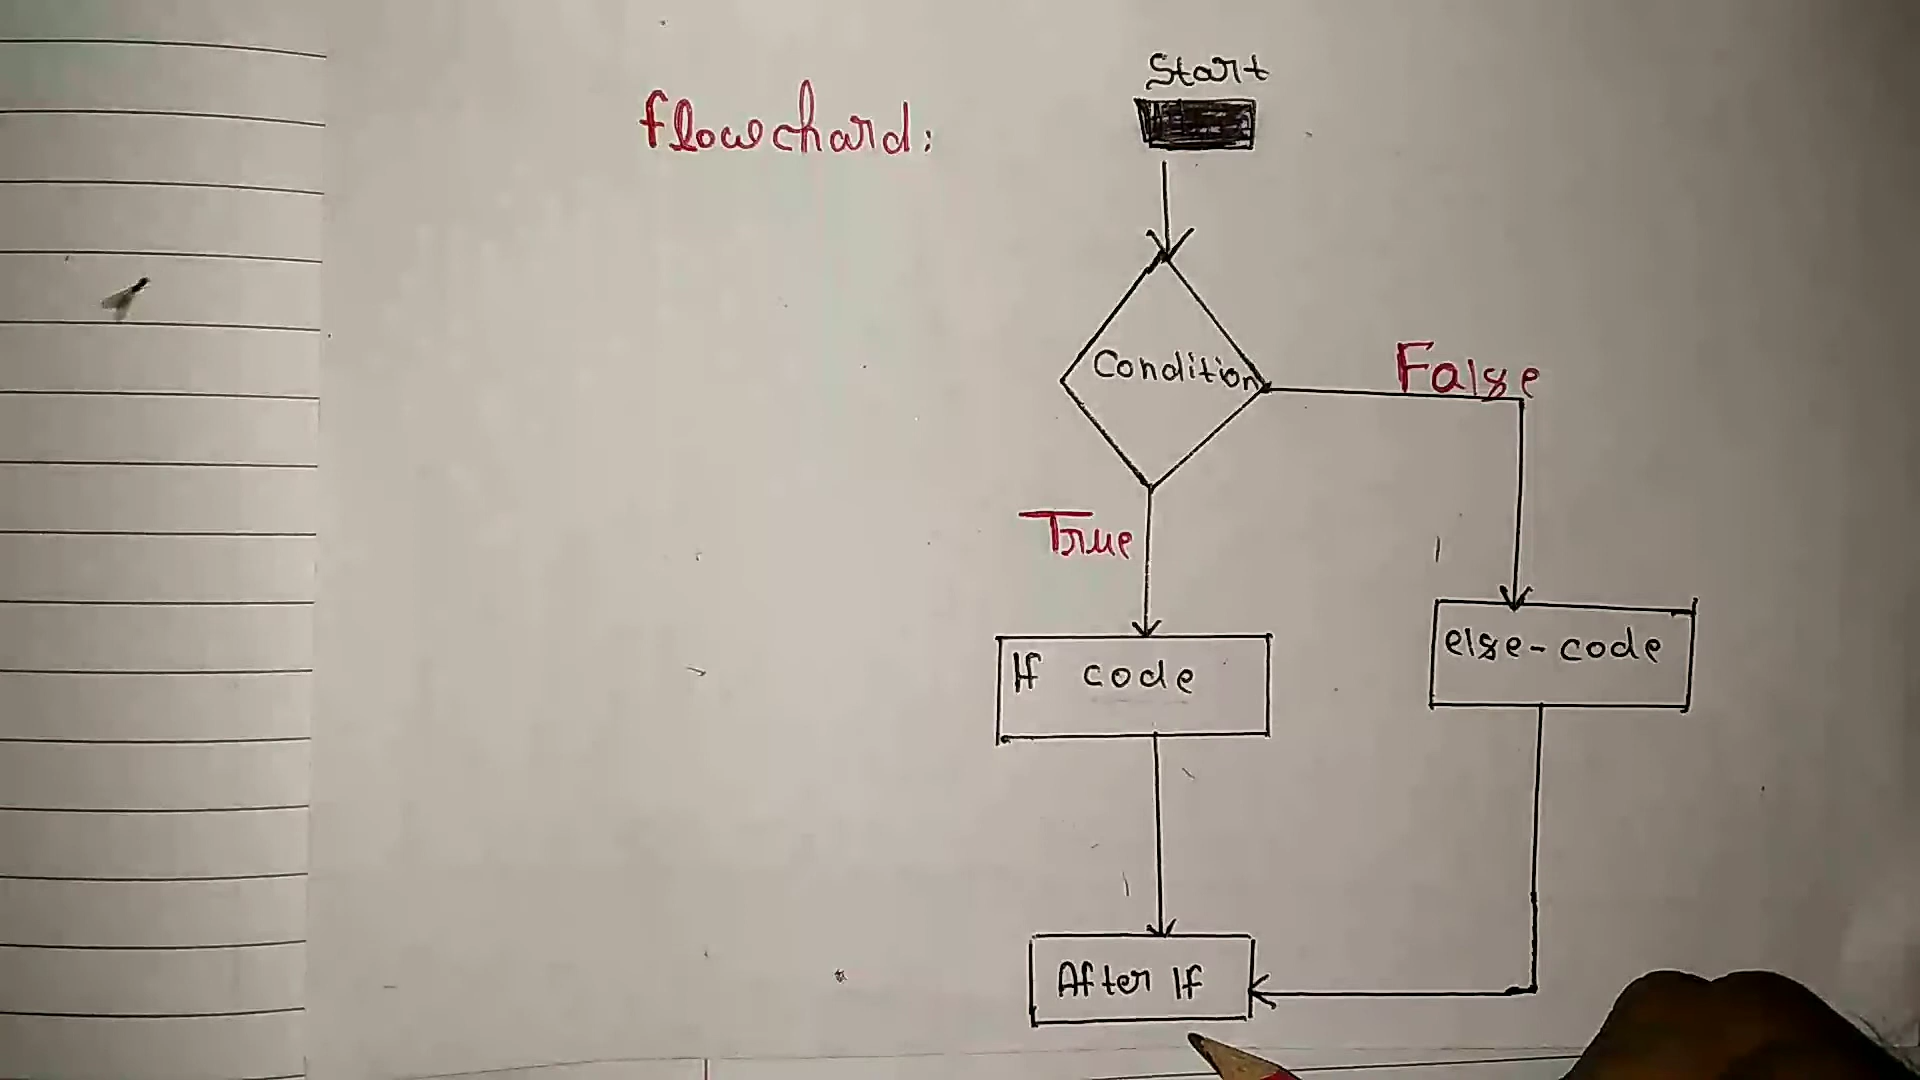 Start
flowchard:
Condition
False
True
else-code
If code
After If